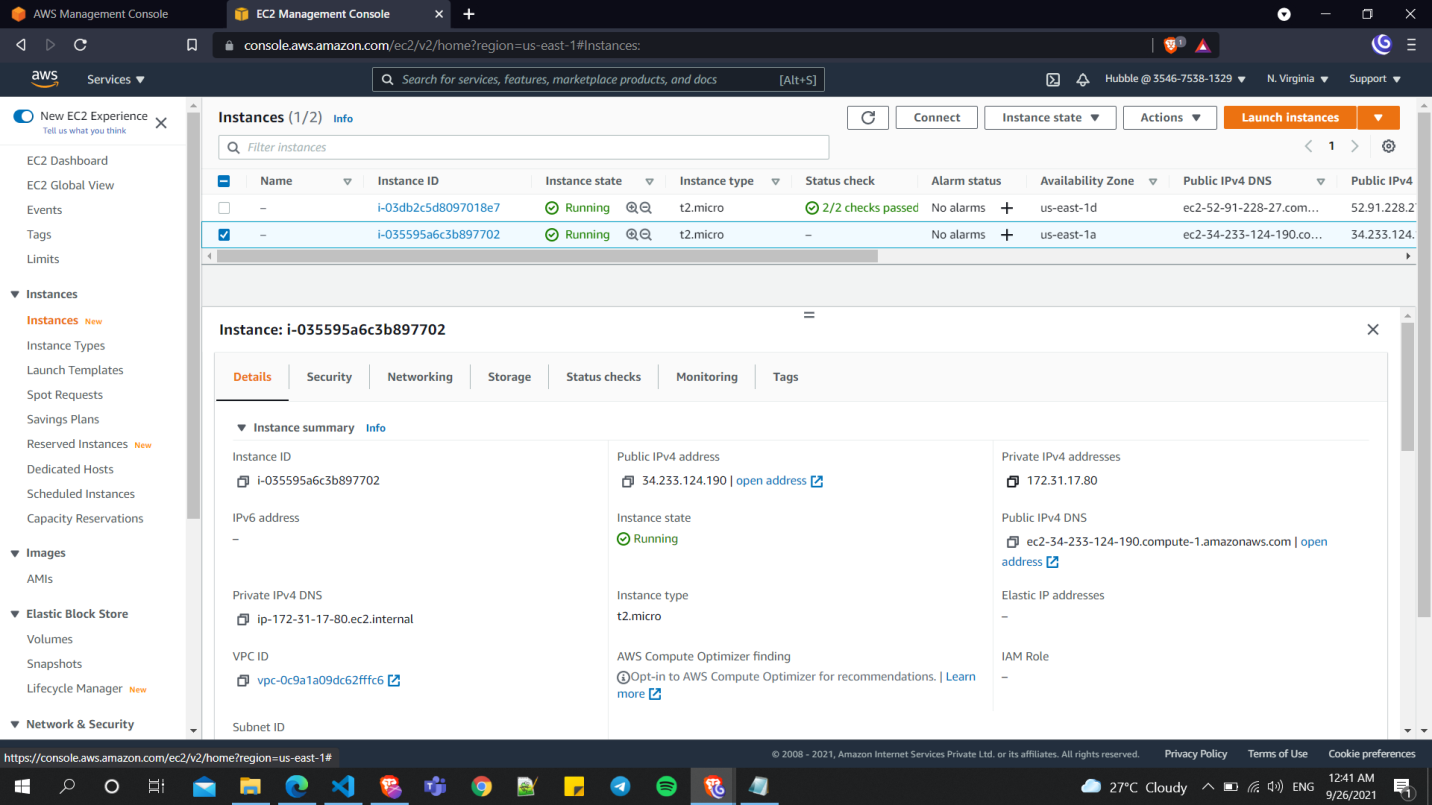 AWS Management Console
EC2 Management Console
console.aws.amazon.com/ec2/v2/home?region=us-east-1#Instances:
1
aws
Services
Search for services, features, marketplace products, and docs [Alt+S]
Hubble @ 3546-7538-1329
N. Virginia
Support
New EC2 Experience
Tell us what you think
EC2 Dashboard
EC2 Global View
Events
Tags
Limits
Instances
Instances New
Instance Types
Launch Templates
Spot Requests
Savings Plans
Reserved Instances New
Dedicated Hosts
Scheduled Instances
Capacity Reservations
Images
AMIs
Elastic Block Store
Volumes
Snapshots
Lifecycle Manager New
Network & Security
Instances (1/2) Info
Connect
Instance state
Actions
Launch instances
Filter instances
1
Name Instance ID Instance state Instance type Status check Alarm status Availability Zone Public IPv4 DNS Public IPv4
– i-03db2c5d8097018e7 Running t2.micro 2/2 checks passed No alarms + us-east-1d ec2-52-91-228-27.com... 52.91.228.2
– i-035595a6c3b897702 Running t2.micro – No alarms + us-east-1a ec2-34-233-124-190.co... 34.233.124.
Instance: i-035595a6c3b897702
Details Security Networking Storage Status checks Monitoring Tags
Instance summary Info
Instance ID
i-035595a6c3b897702
Public IPv4 address
34.233.124.190 | open address
Private IPv4 addresses
172.31.17.80
IPv6 address
–
Instance state
Running
Public IPv4 DNS
ec2-34-233-124-190.compute-1.amazonaws.com | open
address
Private IPv4 DNS
ip-172-31-17-80.ec2.internal
Instance type
t2.micro
Elastic IP addresses
–
VPC ID
vpc-0c9a1a09dc62fffc6
AWS Compute Optimizer finding
Opt-in to AWS Compute Optimizer for recommendations. | Learn
more
IAM Role
–
Subnet ID
https://console.aws.amazon.com/ec2/v2/home?region=us-east-1#
© 2008 - 2021, Amazon Internet Services Private Ltd. or its affiliates. All rights reserved.
Privacy Policy
Terms of Use
Cookie preferences
27°C Cloudy
ENG
12:41 AM
9/26/2021
1